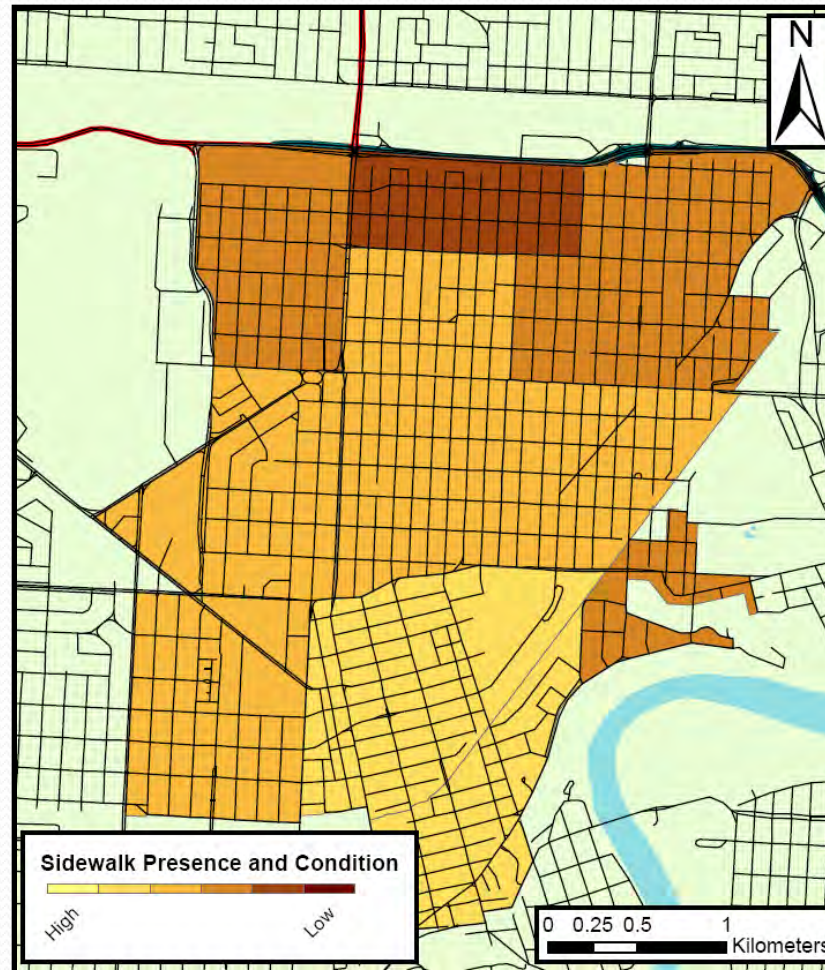 N
Sidewalk Presence and Condition
High
Low
0 0.25 0.5 1
Kilometers